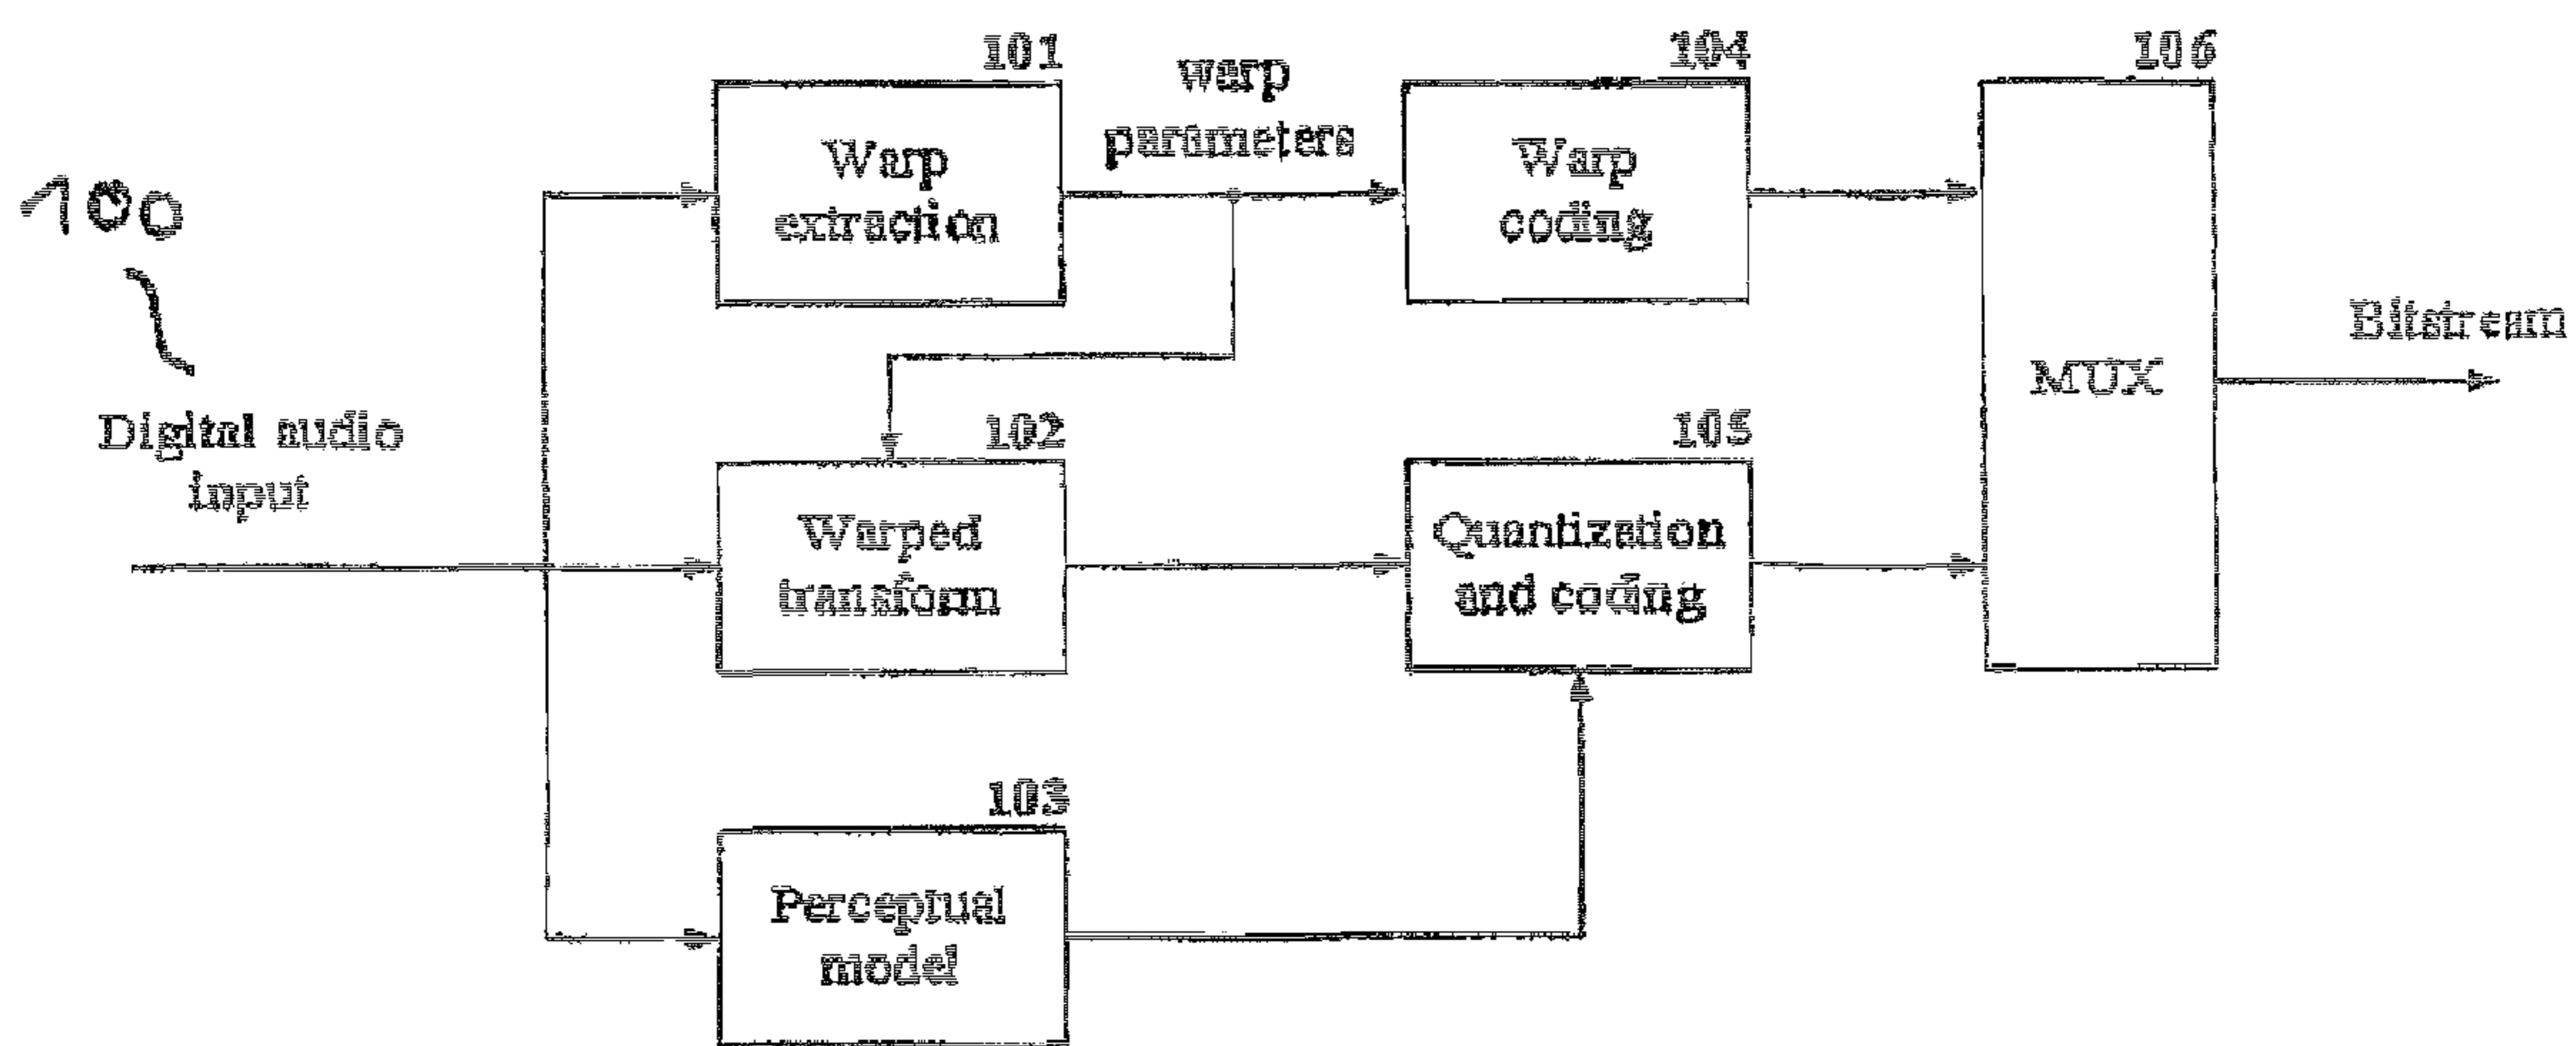 101
warp
parameters
104
106
100
Warp
extraction
Warp
coding
Bitstream
MUX
Digital audio
input
102
105
Warped
transform
Quantization
and coding
103
Perceptual
model